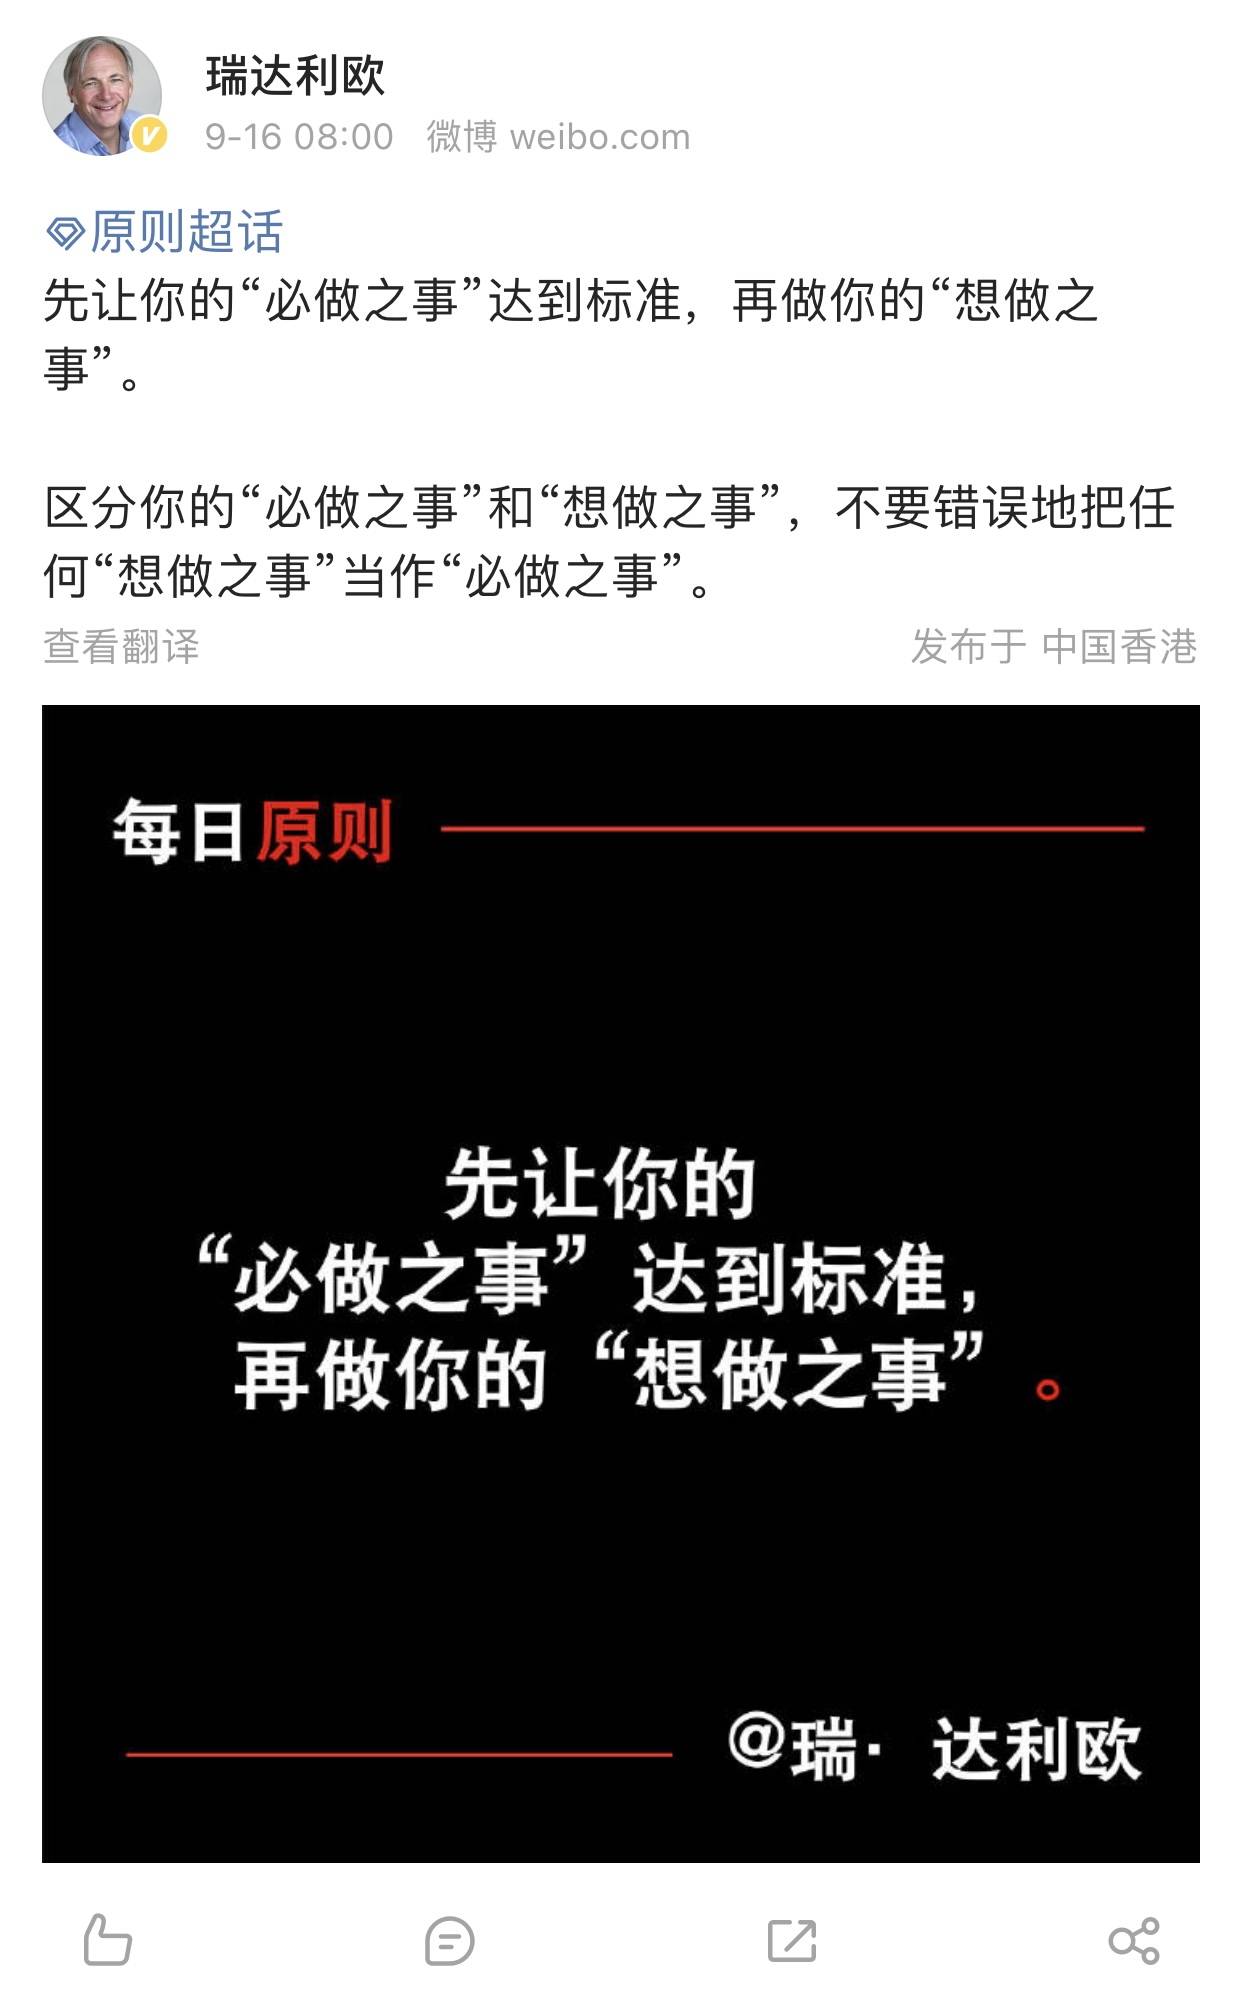 瑞达利欧
9-16 08:00 微博 weibo.com
原则超话
先让你的“必做之事”达到标准，再做你的“想做之
事”。
区分你的“必做之事”和“想做之事”，不要错误地把任
何“想做之事”当作“必做之事”。
查看翻译 发布于 中国香港
每日原则
先让你的
“必做之事”达到标准，
再做你的“想做之事”。
@瑞·达利欧